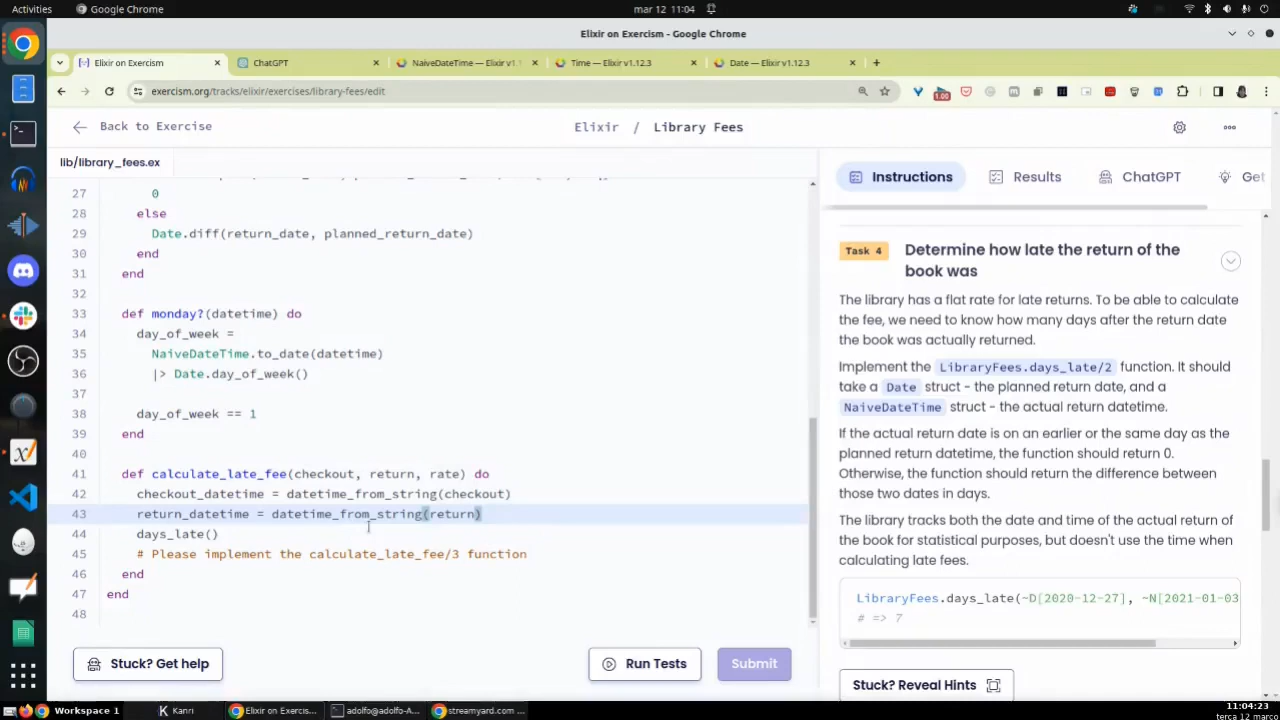 Activities
Google Chrome
mar 12 11:04
Elixir on Exercism - Google Chrome
Elixir on Exercism
ChatGPT
NaiveDateTime — Elixir v1.1
Time — Elixir v1.12.3
Date — Elixir v1.12.3
exercism.org/tracks/elixir/exercises/library-fees/edit
1.00
Back to Exercise
Elixir / Library Fees
lib/library_fees.ex
27 0
28 else
29 Date.diff(return_date, planned_return_date)
30 end
31 end
32
33 def monday?(datetime) do
34 day_of_week =
35 NaiveDateTime.to_date(datetime)
36 |> Date.day_of_week()
37
38 day_of_week == 1
39 end
40
41 def calculate_late_fee(checkout, return, rate) do
42 checkout_datetime = datetime_from_string(checkout)
43 return_datetime = datetime_from_string(return)
44 days_late()
45 # Please implement the calculate_late_fee/3 function
46 end
47 end
48
Stuck? Get help
Run Tests
Submit
Instructions
Results
ChatGPT
Get
Task 4
Determine how late the return of the
book was
The library has a flat rate for late returns. To be able to calculate
the fee, we need to know how many days after the return date
the book was actually returned.
Implement the LibraryFees.days_late/2 function. It should
take a Date struct - the planned return date, and a
NaiveDateTime struct - the actual return datetime.
If the actual return date is on an earlier or the same day as the
planned return datetime, the function should return 0.
Otherwise, the function should return the difference between
those two dates in days.
The library tracks both the date and time of the actual return of
the book for statistical purposes, but doesn't use the time when
calculating late fees.
LibraryFees.days_late(~D[2020-12-27], ~N[2021-01-03
# => 7
Stuck? Reveal Hints
Workspace 1
Kanri
Elixir on Exercis...
adolfo@adolfo-A...
streamyard.com ...
11:04:23
terça 12 março